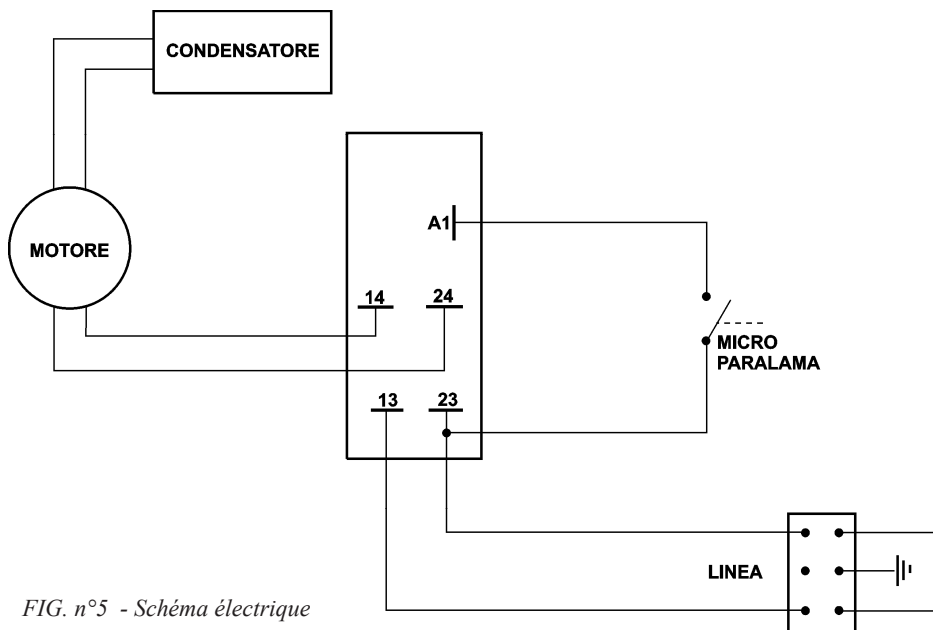 CONDENSATORE
A1
MOTORE
14
24
MICRO
PARALAMA
13
23
LINEA
FIG. n°5 - Schéma électrique